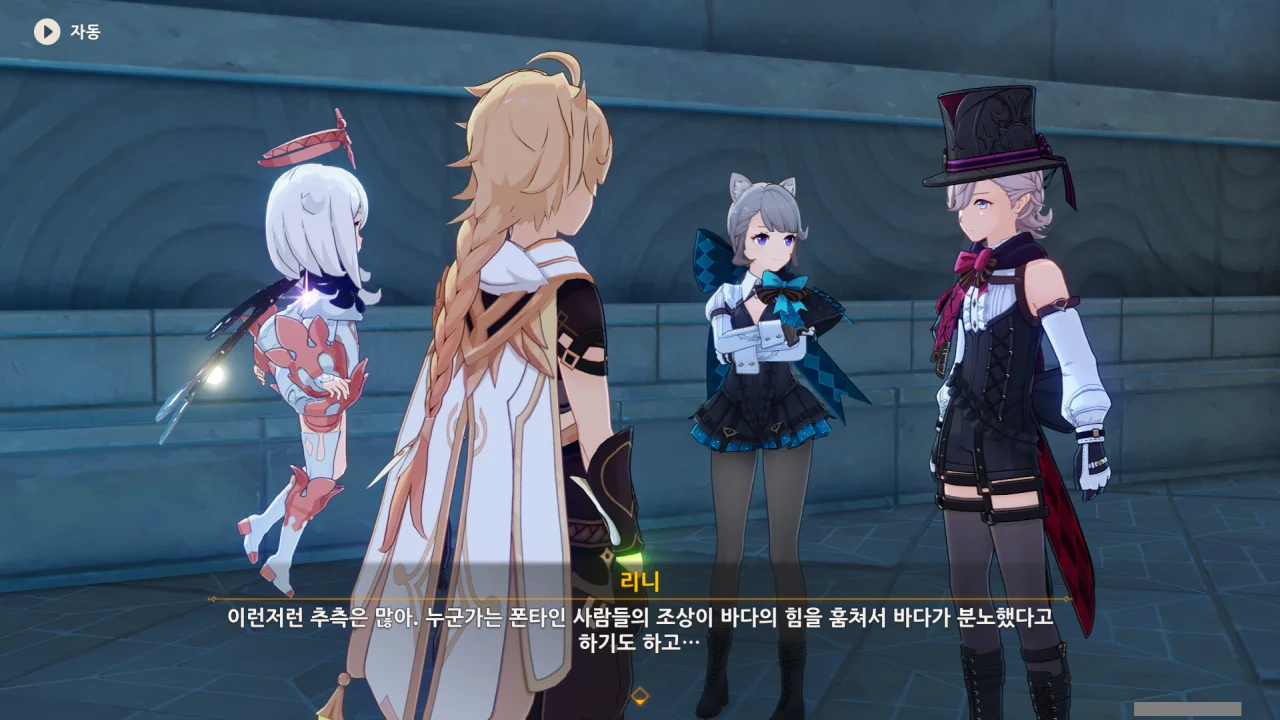 자동
리니
이런저런 추측은 많아. 누군가는 폰타인 사람들의 조상이 바다의 힘을 훔쳐서 바다가 분노했다고
하기도 하고…